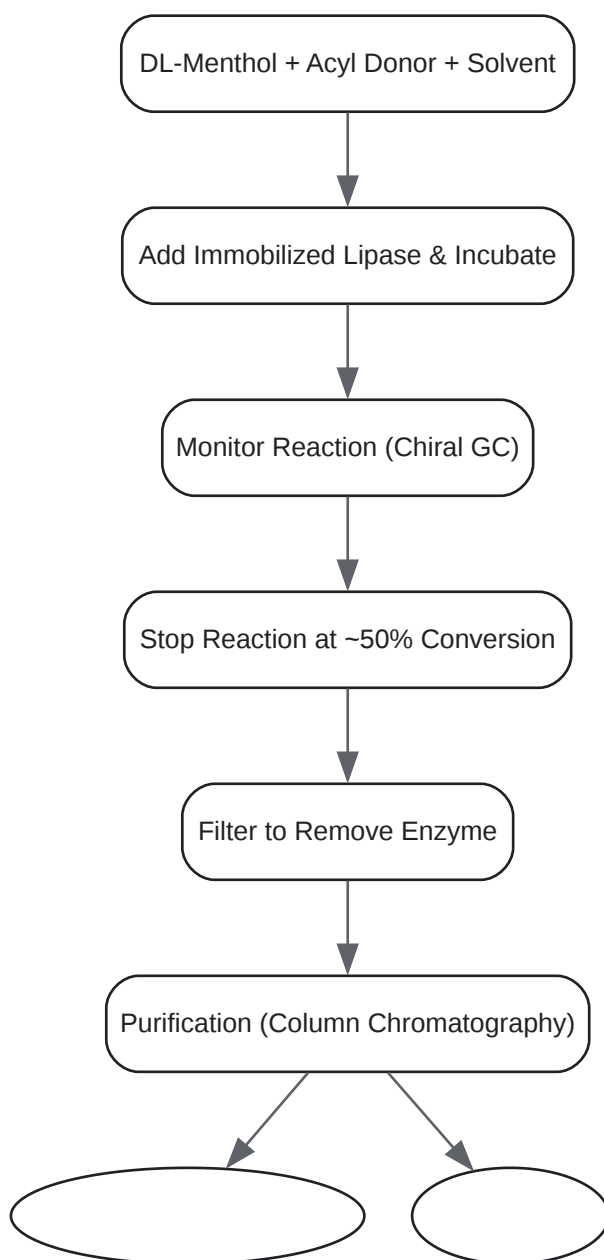 DL-Menthol + Acyl Donor + Solvent
Add Immobilized Lipase & Incubate
Monitor Reaction (Chiral GC)
Stop Reaction at ~50% Conversion
Filter to Remove Enzyme
Purification (Column Chromatography)